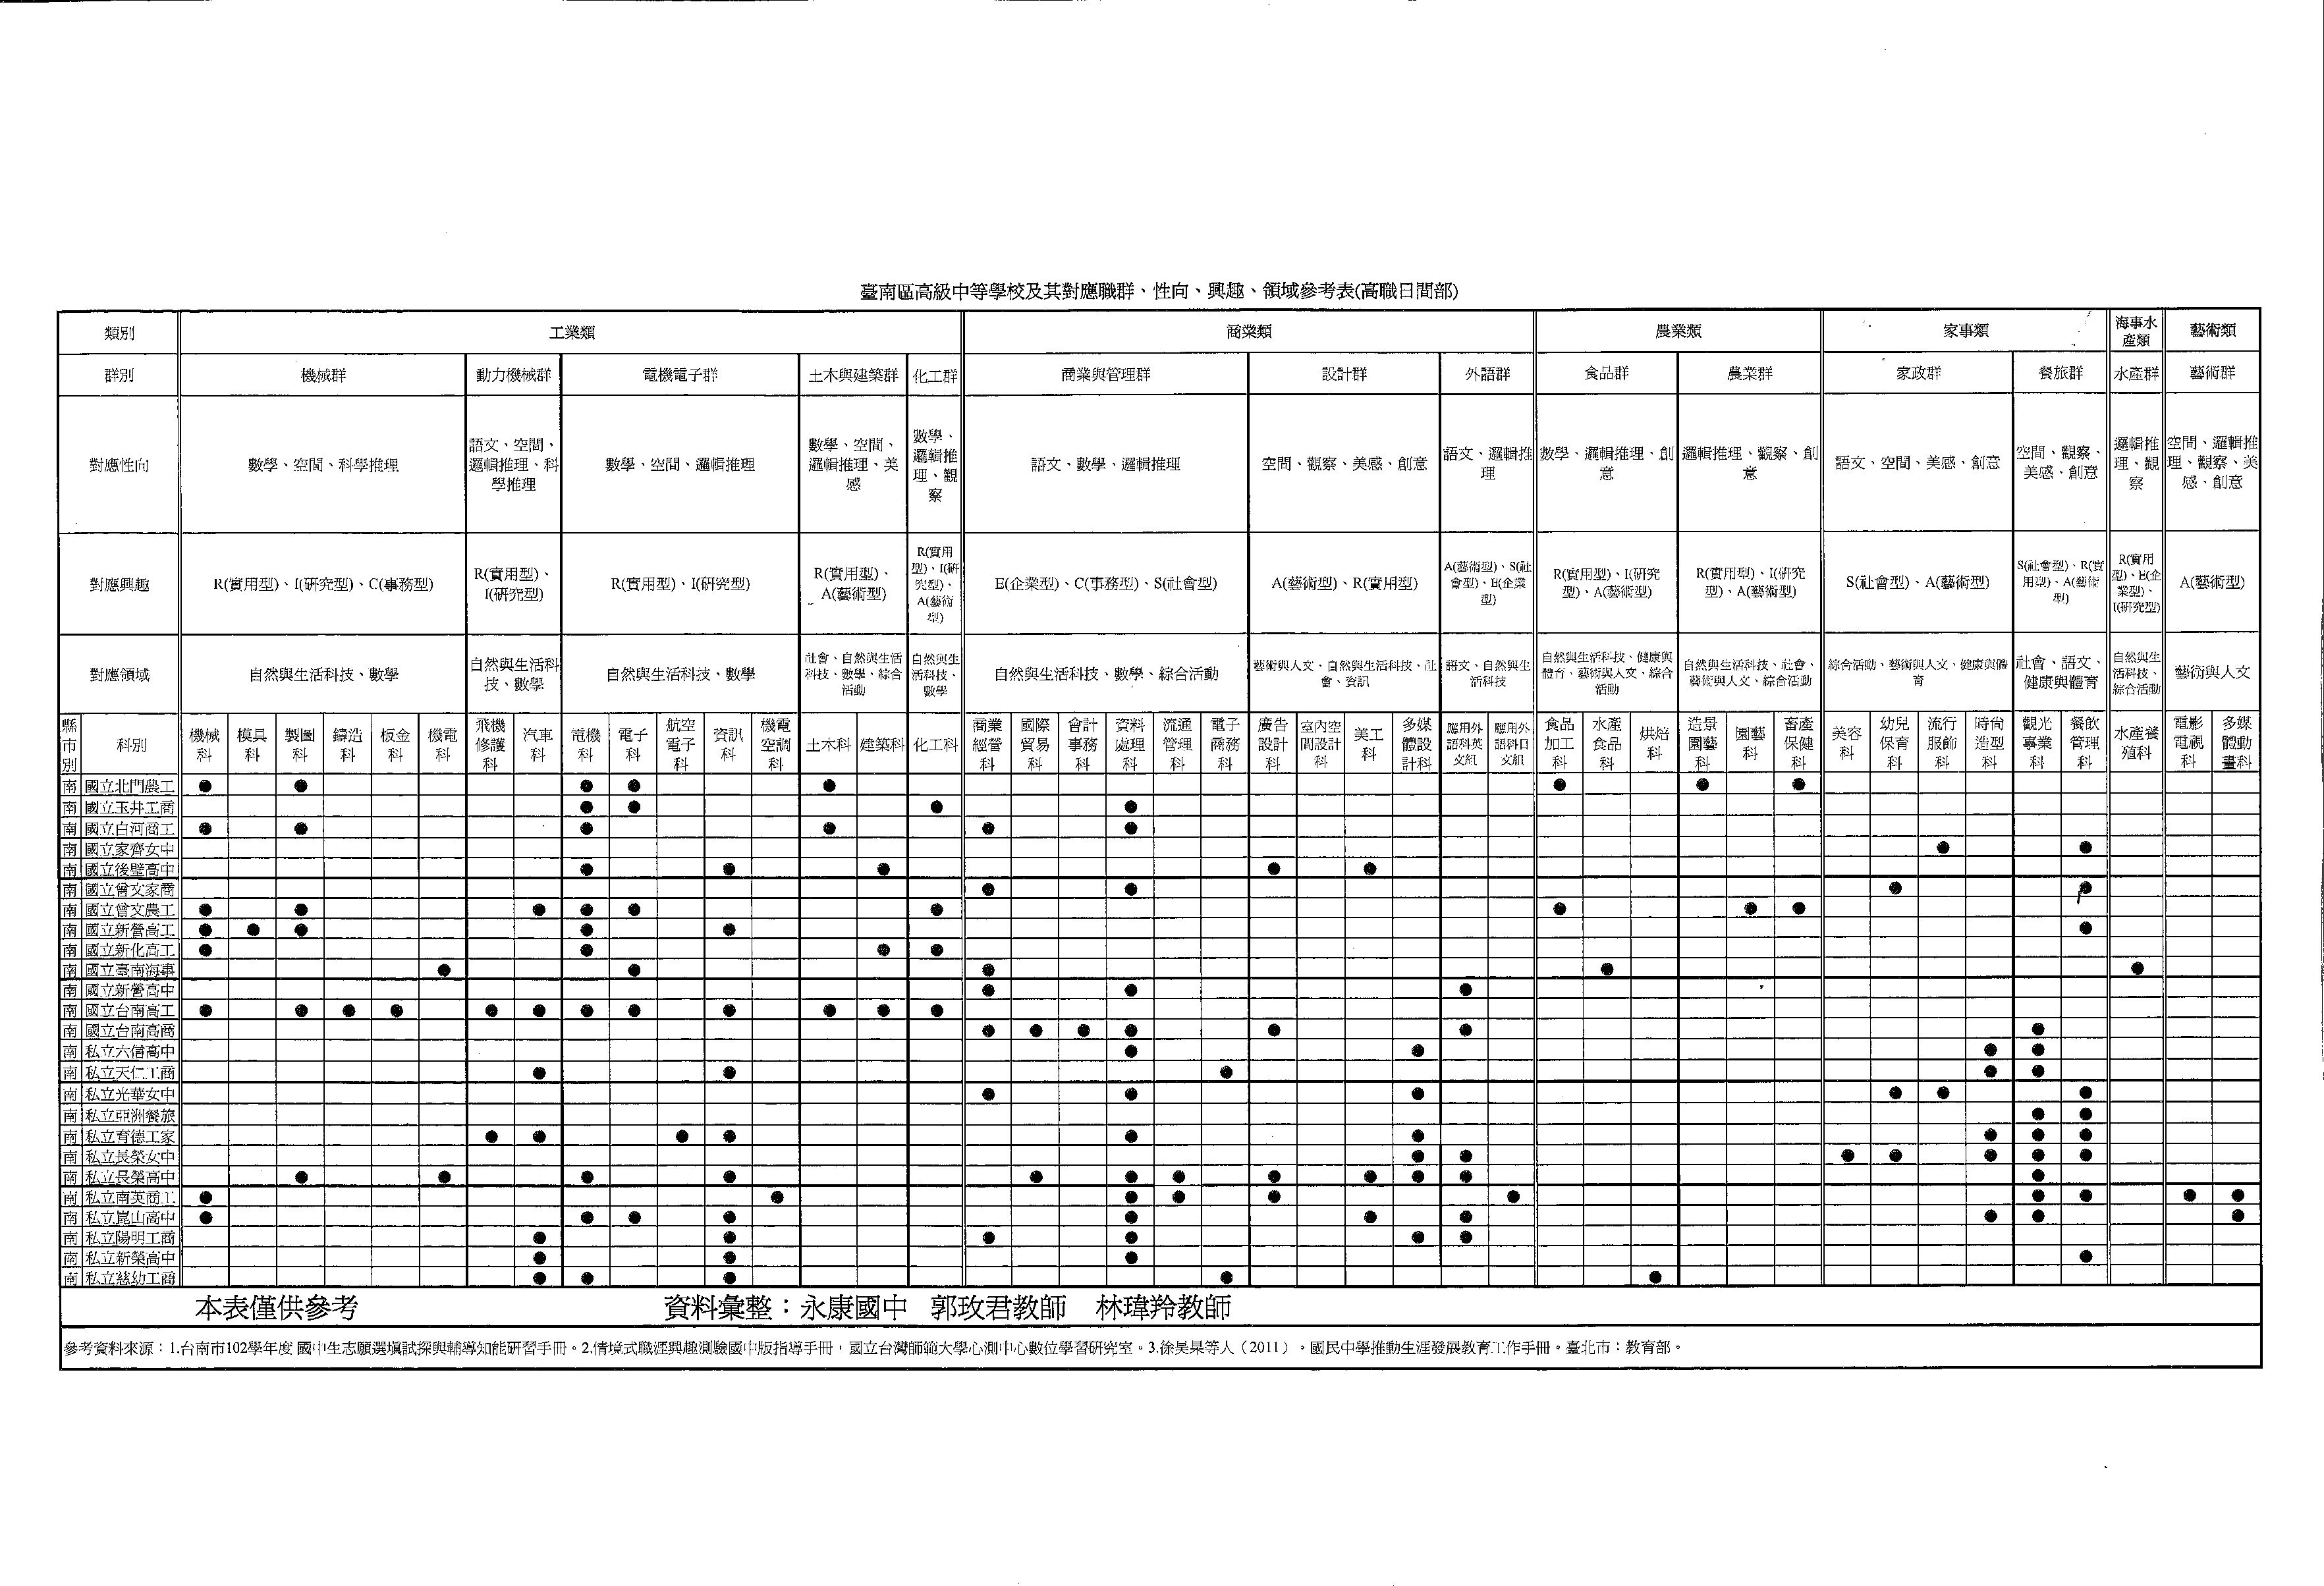 臺南區高級中等學校及其對應職群、性向、興趣、領域參考表(高職日間部)
類別 工業類 商業類 農業類 家事類 海事水產類 藝術類
群別 機械群 動力機械群 電機電子群 土木與建築群 化工群 商業與管理群 設計群 外語群 食品群 農業群 家政群 餐旅群 水產群 藝術群
對應性向 數學、空間、科學推理 語文、空間、邏輯推理、科學推理 數學、空間、邏輯推理 數學、空間、邏輯推理、美感 數學、邏輯推理、觀察 語文、數學、邏輯推理 空間、觀察、美感、創意 語文、邏輯推理 數學、邏輯推理、創意 邏輯推理、觀察、創意 語文、空間、美感、創意 空間、觀察、美感、創意 邏輯推理、觀察 空間、邏輯推理、觀察、美感、創意
對應興趣 R(實用型)、I(研究型)、C(事務型) R(實用型)、I(研究型) R(實用型)、I(研究型) R(實用型)、A(藝術型) R(實用型)、I(研究型)、A(藝術型) E(企業型)、C(事務型)、S(社會型) A(藝術型)、R(實用型) A(藝術型)、S(社會型)、E(企業型) R(實用型)、I(研究型)、A(藝術型) R(實用型)、I(研究型)、A(藝術型) S(社會型)、A(藝術型) S(社會型)、R(實用型)、A(藝術型) R(實用型)、E(企業型)、I(研究型) A(藝術型)
對應領域 自然與生活科技、數學 自然與生活科技、數學 自然與生活科技、數學 社會、自然與生活科技、數學、綜合活動 自然與生活科技、數學 自然與生活科技、數學、綜合活動 藝術與人文、自然與生活科技、社會、資訊 語文、自然與生活科技 自然與生活科技、健康與體育、藝術與人文、綜合活動 自然與生活科技、社會、藝術與人文、綜合活動 綜合活動、藝術與人文、健康與體育 社會、語文、健康與體育 自然與生活科技、綜合活動 藝術與人文
縣市別 科別 機械科 模具科 製圖科 鑄造科 板金科 機電科 飛機修護科 汽車科 電機科 電子科 航空電子科 資訊科 機電空調科 土木科 建築科 化工科 商業經營科 國際貿易科 會計事務科 資料處理科 流通管理科 電子商務科 廣告設計科 室內空間設計科 美工科 多媒體設計科 應用外語科英文組 應用外語科日文組 食品加工科 水產食品科 烘焙科 造景園藝科 園藝科 畜產保健科 美容科 幼兒保育科 流行服飾科 時尚造型科 觀光事業科 餐飲管理科 水產養殖科 電影電視科 多媒體動畫科
南 國立北門農工 ● ● ● ● ● ● ● ●
南 國立玉井工商 ● ● ● ●
南 國立白河商工 ● ● ● ● ● ●
南 國立家齊女中 ● ●
南 國立後壁高中 ● ● ● ● ●
南 國立曾文家商 ● ● ● ●
南 國立曾文農工 ● ● ● ● ● ● ● ● ●
南 國立新營高工 ● ● ● ● ● ●
南 國立新化高工 ● ● ● ●
南 國立臺南海事 ● ● ● ● ●
南 國立新營高中 ● ● ●
南 國立台南高工 ● ● ● ● ● ● ● ● ● ● ● ●
南 國立台南高商 ● ● ● ● ● ● ●
南 私立六信高中 ● ● ● ●
南 私立天仁工商 ● ● ● ● ●
南 私立光華女中 ● ● ● ● ● ●
南 私立亞洲餐旅 ● ●
南 私立育德工家 ● ● ● ● ● ● ● ● ●
南 私立長榮女中 ● ● ● ● ● ● ●
南 私立長榮高中 ● ● ● ● ● ● ● ● ● ● ● ●
南 私立南英商工 ● ● ● ● ● ● ● ● ● ●
南 私立崑山高中 ● ● ● ● ● ● ● ● ● ●
南 私立陽明工商 ● ● ● ● ● ●
南 私立新榮高中 ● ● ● ●
南 私立慈幼工商 ● ● ● ● ●
本表僅供參考 資料彙整：永康國中 郭玫君教師 林瑋羚教師
參考資料來源：1.台南市102學年度 國中生志願選填試探與輔導知能研習手冊。2.情境式職涯興趣測驗國中版指導手冊，國立台灣師範大學心測中心數位學習研究室。3.徐昊杲等人（2011），國民中學推動生涯發展教育工作手冊。臺北市：教育部。